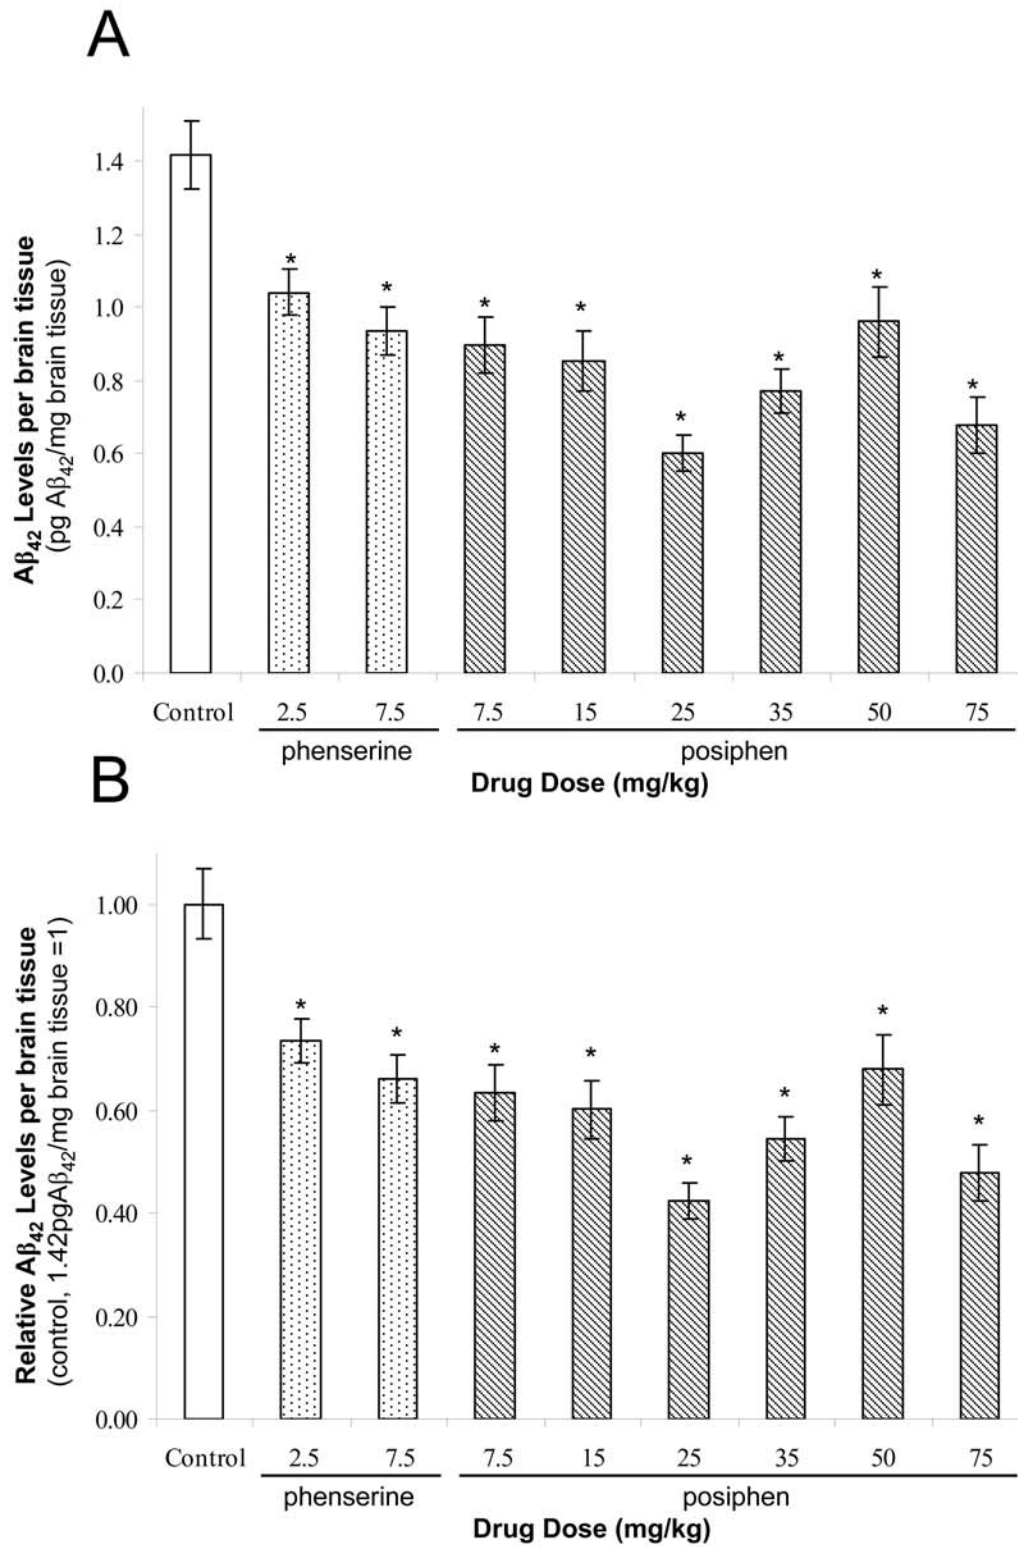 A
Aβ42 Levels per brain tissue
(pg Aβ42/mg brain tissue)
1.4
1.2
1.0
0.8
0.6
0.4
0.2
0.0
* * * * * * * *
Control 2.5 7.5 7.5 15 25 35 50 75
phenserine posiphen
Drug Dose (mg/kg)
B
Relative Aβ42 Levels per brain tissue
(control, 1.42pgAβ42/mg brain tissue =1)
1.00
0.80
0.60
0.40
0.20
0.00
* * * * * * * *
Control 2.5 7.5 7.5 15 25 35 50 75
phenserine posiphen
Drug Dose (mg/kg)